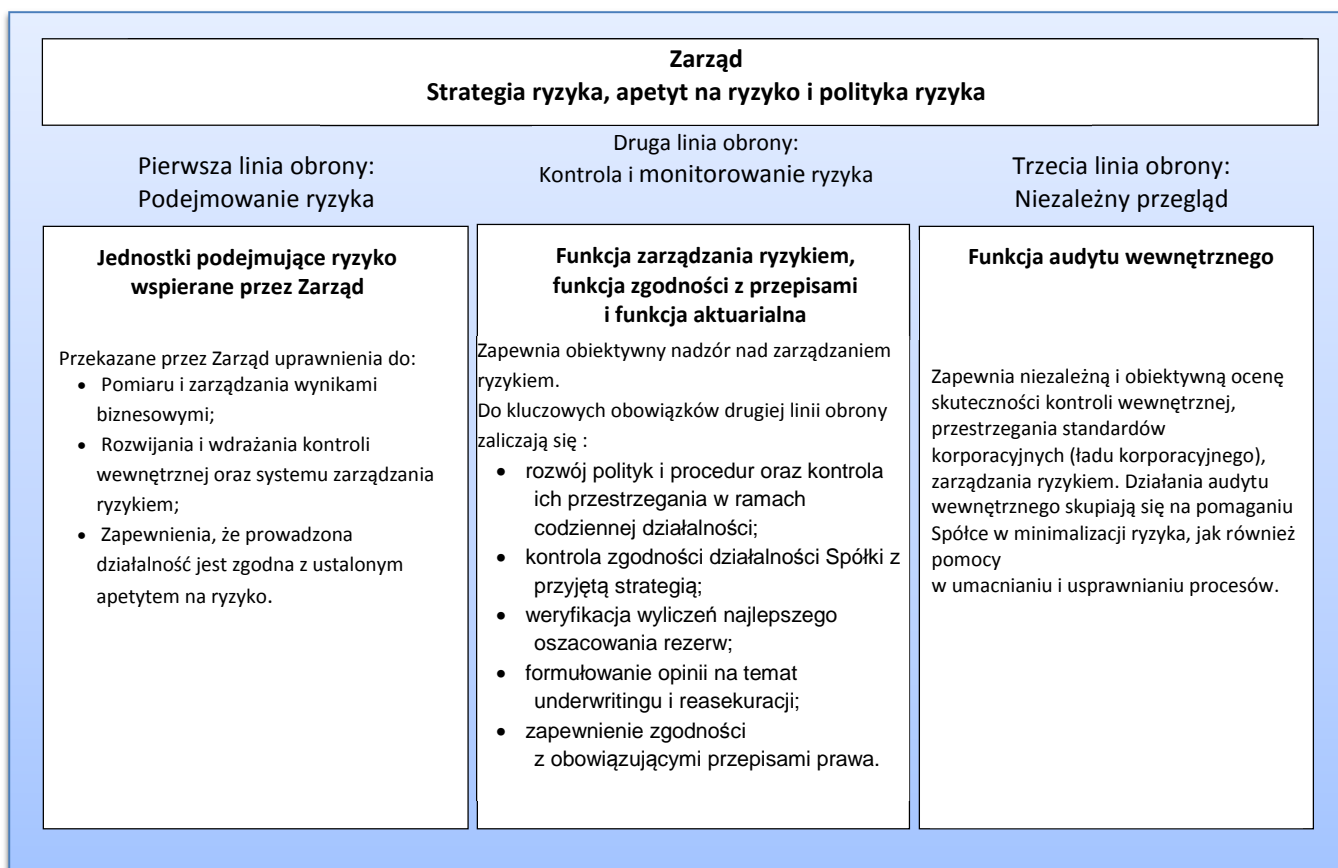 Zarząd
Strategia ryzyka, apetyt na ryzyko i polityka ryzyka
Pierwsza linia obrony:
Podejmowanie ryzyka
Druga linia obrony:
Kontrola i monitorowanie ryzyka
Trzecia linia obrony:
Niezależny przegląd
Jednostki podejmujące ryzyko
wspierane przez Zarząd
Przekazane przez Zarząd uprawnienia do:
• Pomiaru i zarządzania wynikami
biznesowymi;
• Rozwijania i wdrażania kontroli
wewnętrznej oraz systemu zarządzania
ryzykiem;
• Zapewnienia, że prowadzona
działalność jest zgodna z ustalonym
apetytem na ryzyko.
Funkcja zarządzania ryzykiem,
funkcja zgodności z przepisami
i funkcja aktuarialna
Zapewnia obiektywny nadzór nad zarządzaniem
ryzykiem.
Do kluczowych obowiązków drugiej linii obrony
zaliczają się :
• rozwój polityk i procedur oraz kontrola
ich przestrzegania w ramach
codziennej działalności;
• kontrola zgodności działalności Spółki z
przyjętą strategią;
• weryfikacja wyliczeń najlepszego
oszacowania rezerw;
• formułowanie opinii na temat
underwritingu i reasekuracji;
• zapewnienie zgodności
z obowiązującymi przepisami prawa.
Funkcja audytu wewnętrznego
Zapewnia niezależną i obiektywną ocenę
skuteczności kontroli wewnętrznej,
przestrzegania standardów
korporacyjnych (ładu korporacyjnego),
zarządzania ryzykiem. Działania audytu
wewnętrznego skupiają się na pomaganiu
Spółce w minimalizacji ryzyka, jak również
pomocy
w umacnianiu i usprawnianiu procesów.